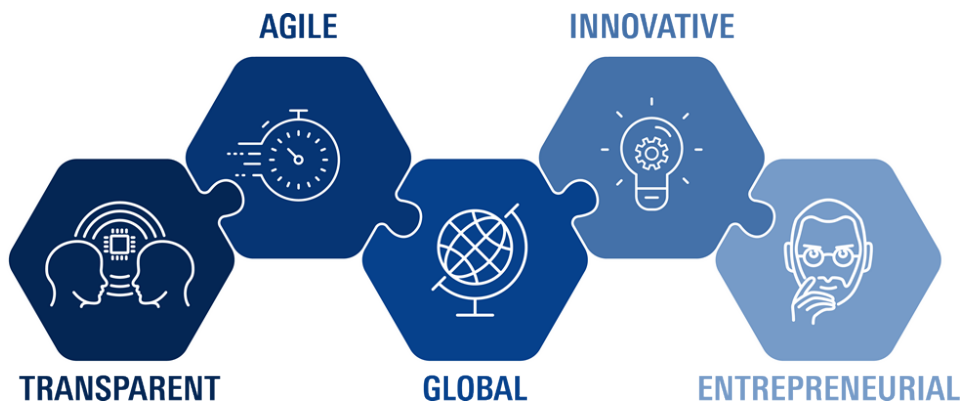 AGILE
INNOVATIVE
TRANSPARENT
GLOBAL
ENTREPRENEURIAL